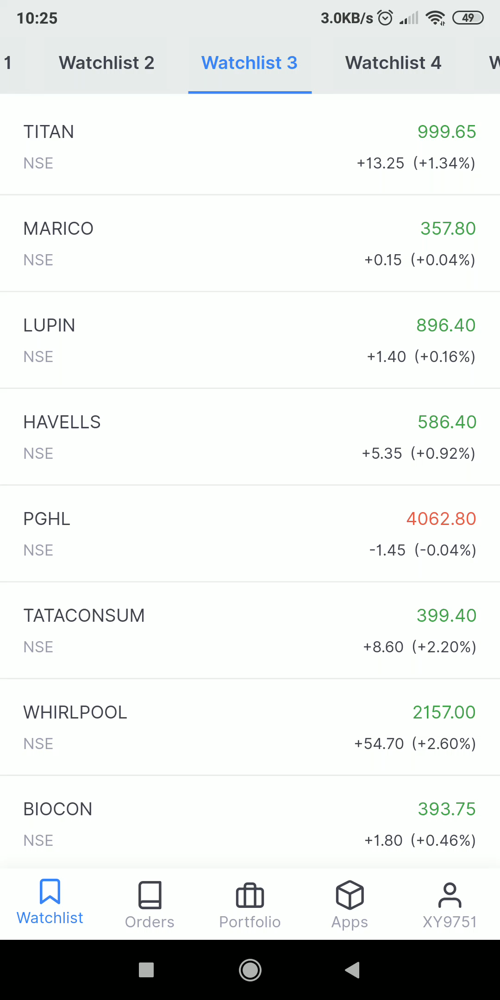 10:25 3.0KB/s 49
1 Watchlist 2 Watchlist 3 Watchlist 4 W
TITAN 999.65
NSE +13.25 (+1.34%)
MARICO 357.80
NSE +0.15 (+0.04%)
LUPIN 896.40
NSE +1.40 (+0.16%)
HAVELLS 586.40
NSE +5.35 (+0.92%)
PGHL 4062.80
NSE -1.45 (-0.04%)
TATACONSUM 399.40
NSE +8.60 (+2.20%)
WHIRLPOOL 2157.00
NSE +54.70 (+2.60%)
BIOCON 393.75
NSE +1.80 (+0.46%)
Watchlist Orders Portfolio Apps XY9751